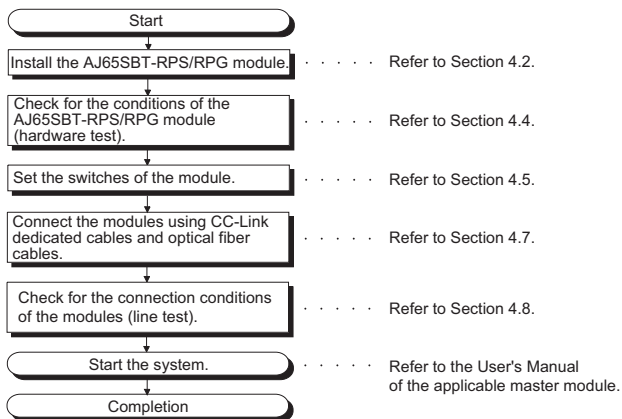 Start
Install the AJ65SBT-RPS/RPG module. · · · · · Refer to Section 4.2.
Check for the conditions of the
AJ65SBT-RPS/RPG module
(hardware test). · · · · · Refer to Section 4.4.
Set the switches of the module. · · · · · Refer to Section 4.5.
Connect the modules using CC-Link
dedicated cables and optical fiber
cables. · · · · · Refer to Section 4.7.
Check for the connection conditions
of the modules (line test). · · · · · Refer to Section 4.8.
Start the system. · · · · · Refer to the User's Manual
of the applicable master module.
Completion